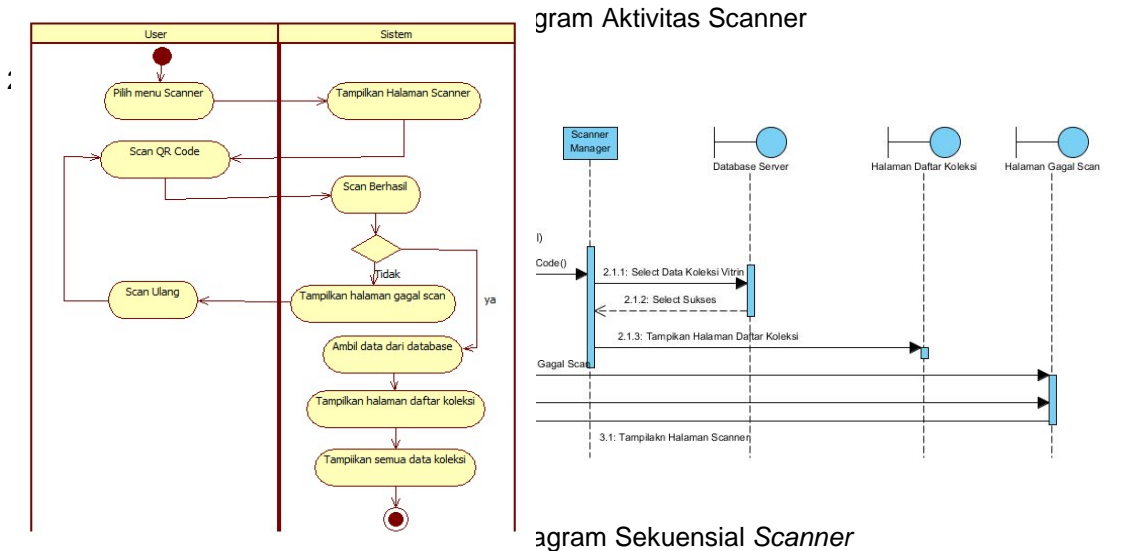 gram Aktivitas Scanner
User
Sistem
Pilih menu Scanner
Tampilkan Halaman Scanner
Scan QR Code
Scan Berhasil
Tidak
ya
Tampilkan halaman gagal scan
Scan Ulang
Ambil data dari database
Tampilkan halaman daftar koleksi
Tampiikan semua data koleksi
Scanner
Manager
Database Server
Halaman Daftar Koleksi
Halaman Gagal Scan
l)
Code()
2.1.1: Select Data Koleksi Vitrin
2.1.2: Select Sukses
2.1.3: Tampikan Halaman Daftar Koleksi
Gagal Scan
3.1: Tampilakn Halaman Scanner
agram Sekuensial Scanner